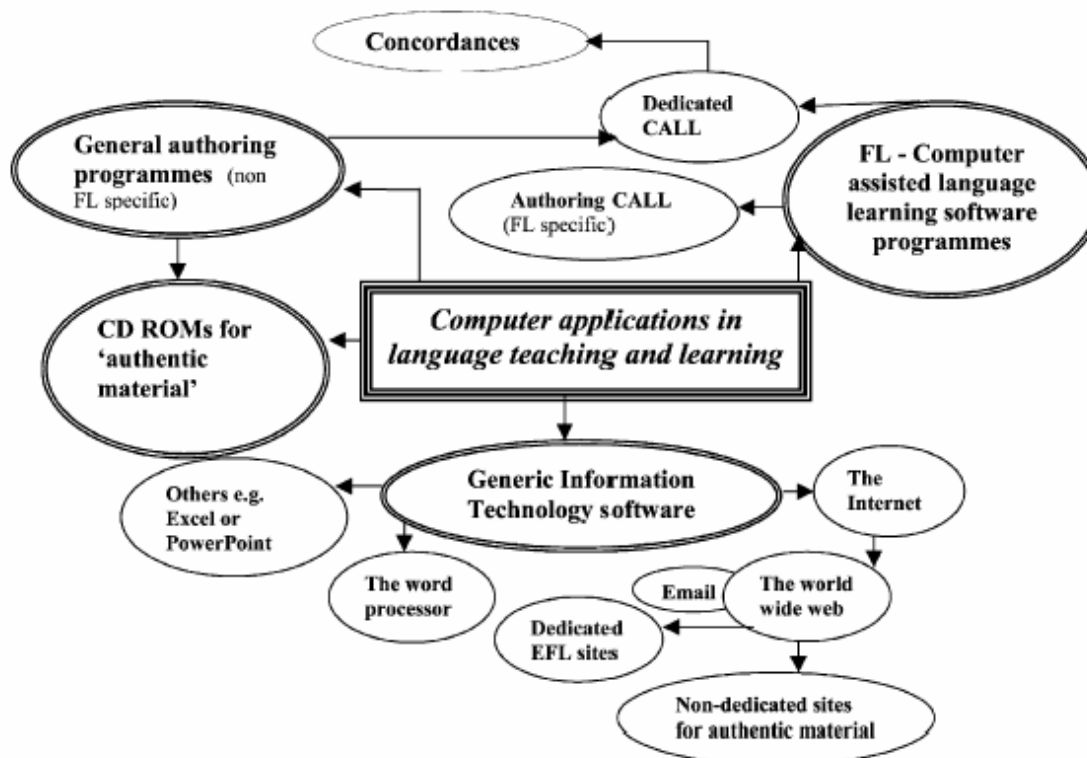 Concordances
Dedicated
CALL
General authoring
programmes (non
FL specific)
FL - Computer
assisted language
learning software
programmes
Authoring CALL
(FL specific)
Computer applications in
language teaching and learning
CD ROMs for
‘authentic
material’
Generic Information
Technology software
Others e.g.
Excel or
PowerPoint
The
Internet
The word
processor
Email
The world
wide web
Dedicated
EFL sites
Non-dedicated sites
for authentic material